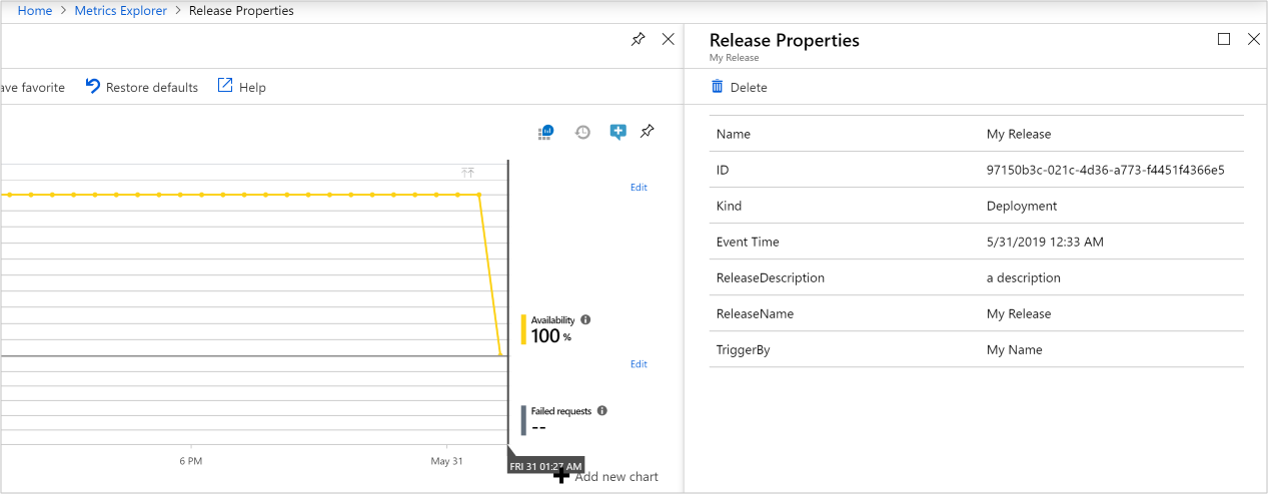 Home > Metrics Explorer > Release Properties
ave favorite Restore defaults Help
Edit
Availability
100 %
Edit
Failed requests
--
6 PM May 31
FRI 31 01:27 AM
Add new chart
Release Properties
My Release
Delete
Name My Release
ID 97150b3c-021c-4d36-a773-f4451f4366e5
Kind Deployment
Event Time 5/31/2019 12:33 AM
ReleaseDescription a description
ReleaseName My Release
TriggerBy My Name